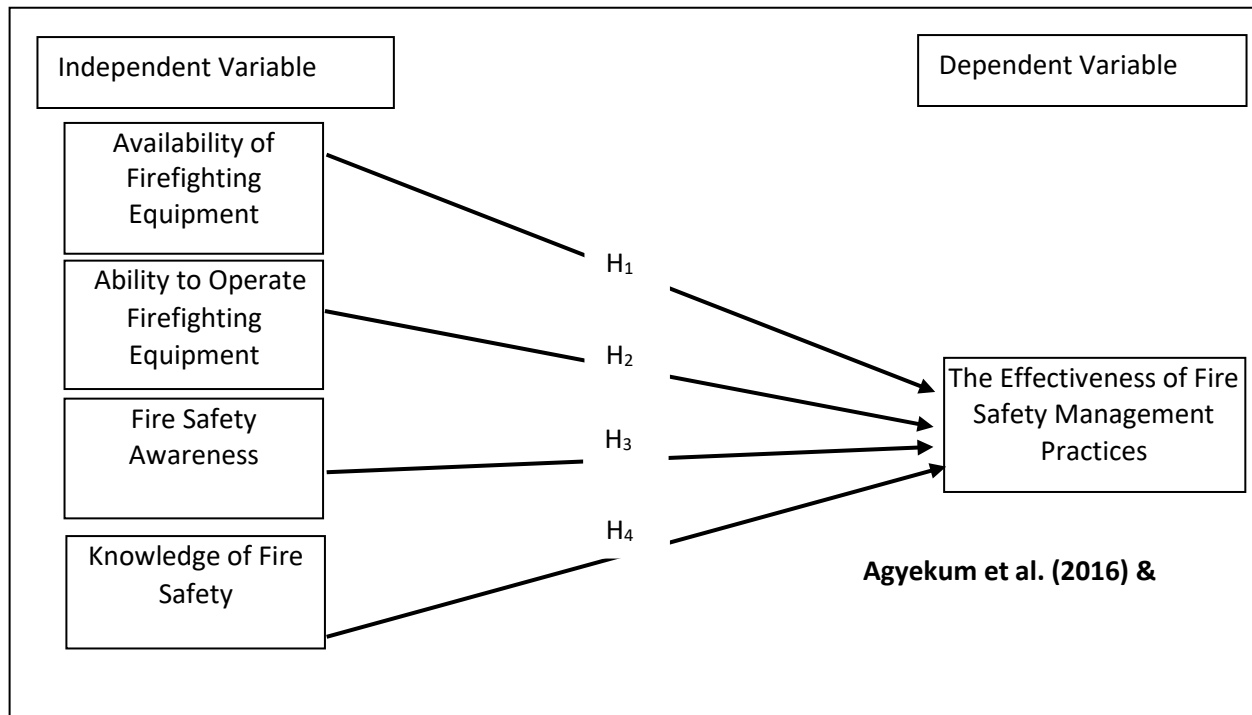 Independent Variable
Dependent Variable
Availability of
Firefighting
Equipment
H1
Ability to Operate
Firefighting
Equipment
H2
The Effectiveness of Fire
Safety Management
Practices
Fire Safety
Awareness
H3
Knowledge of Fire
Safety
H4
Agyekum et al. (2016) &